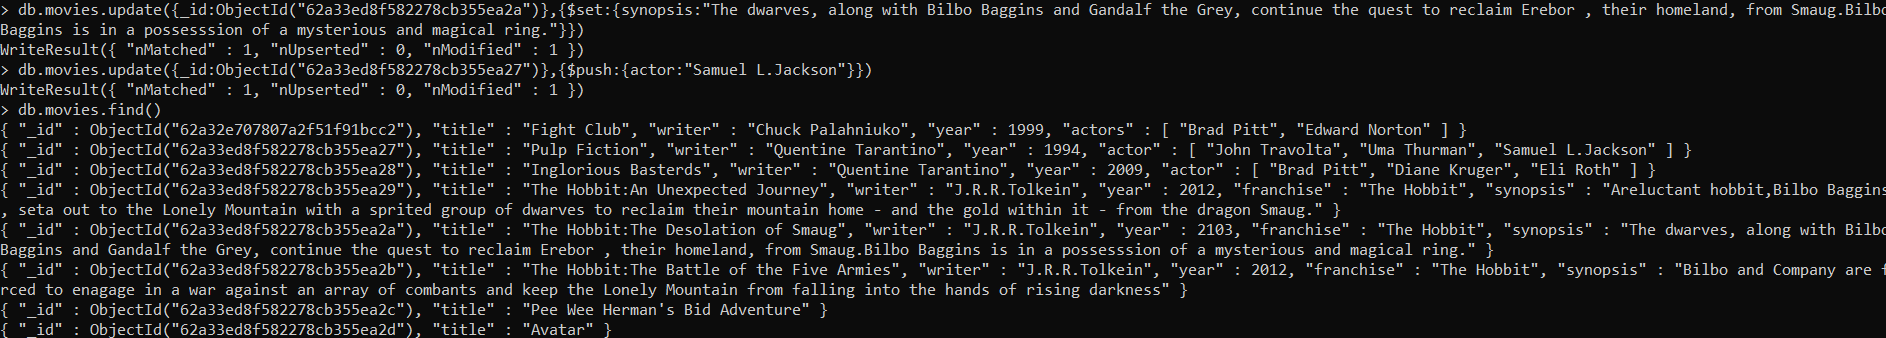 > db.movies.update({_id:ObjectId("62a33ed8f582278cb355ea2a")},{$set:{synopsis:"The dwarves, along with Bilbo Baggins and Gandalf the Grey, continue the quest to reclaim Erebor , their homeland, from Smaug.Bilbo
Baggins is in a possesssion of a mysterious and magical ring."}})
WriteResult({ "nMatched" : 1, "nUpserted" : 0, "nModified" : 1 })
> db.movies.update({_id:ObjectId("62a33ed8f582278cb355ea27")},{$push:{actor:"Samuel L.Jackson"}})
WriteResult({ "nMatched" : 1, "nUpserted" : 0, "nModified" : 1 })
> db.movies.find()
{ "_id" : ObjectId("62a32e707807a2f51f91bcc2"), "title" : "Fight Club", "writer" : "Chuck Palahniuko", "year" : 1999, "actors" : [ "Brad Pitt", "Edward Norton" ] }
{ "_id" : ObjectId("62a33ed8f582278cb355ea27"), "title" : "Pulp Fiction", "writer" : "Quentine Tarantino", "year" : 1994, "actor" : [ "John Travolta", "Uma Thurman", "Samuel L.Jackson" ] }
{ "_id" : ObjectId("62a33ed8f582278cb355ea28"), "title" : "Inglorious Basterds", "writer" : "Quentine Tarantino", "year" : 2009, "actor" : [ "Brad Pitt", "Diane Kruger", "Eli Roth" ] }
{ "_id" : ObjectId("62a33ed8f582278cb355ea29"), "title" : "The Hobbit:An Unexpected Journey", "writer" : "J.R.R.Tolkein", "year" : 2012, "franchise" : "The Hobbit", "synopsis" : "Areluctant hobbit,Bilbo Baggins
, seta out to the Lonely Mountain with a sprited group of dwarves to reclaim their mountain home - and the gold within it - from the dragon Smaug." }
{ "_id" : ObjectId("62a33ed8f582278cb355ea2a"), "title" : "The Hobbit:The Desolation of Smaug", "writer" : "J.R.R.Tolkein", "year" : 2103, "franchise" : "The Hobbit", "synopsis" : "The dwarves, along with Bilbo
Baggins and Gandalf the Grey, continue the quest to reclaim Erebor , their homeland, from Smaug.Bilbo Baggins is in a possesssion of a mysterious and magical ring." }
{ "_id" : ObjectId("62a33ed8f582278cb355ea2b"), "title" : "The Hobbit:The Battle of the Five Armies", "writer" : "J.R.R.Tolkein", "year" : 2012, "franchise" : "The Hobbit", "synopsis" : "Bilbo and Company are f
rced to enagage in a war against an array of combants and keep the Lonely Mountain from falling into the hands of rising darkness" }
{ "_id" : ObjectId("62a33ed8f582278cb355ea2c"), "title" : "Pee Wee Herman's Bid Adventure" }
{ "_id" : ObjectId("62a33ed8f582278cb355ea2d"), "title" : "Avatar" }